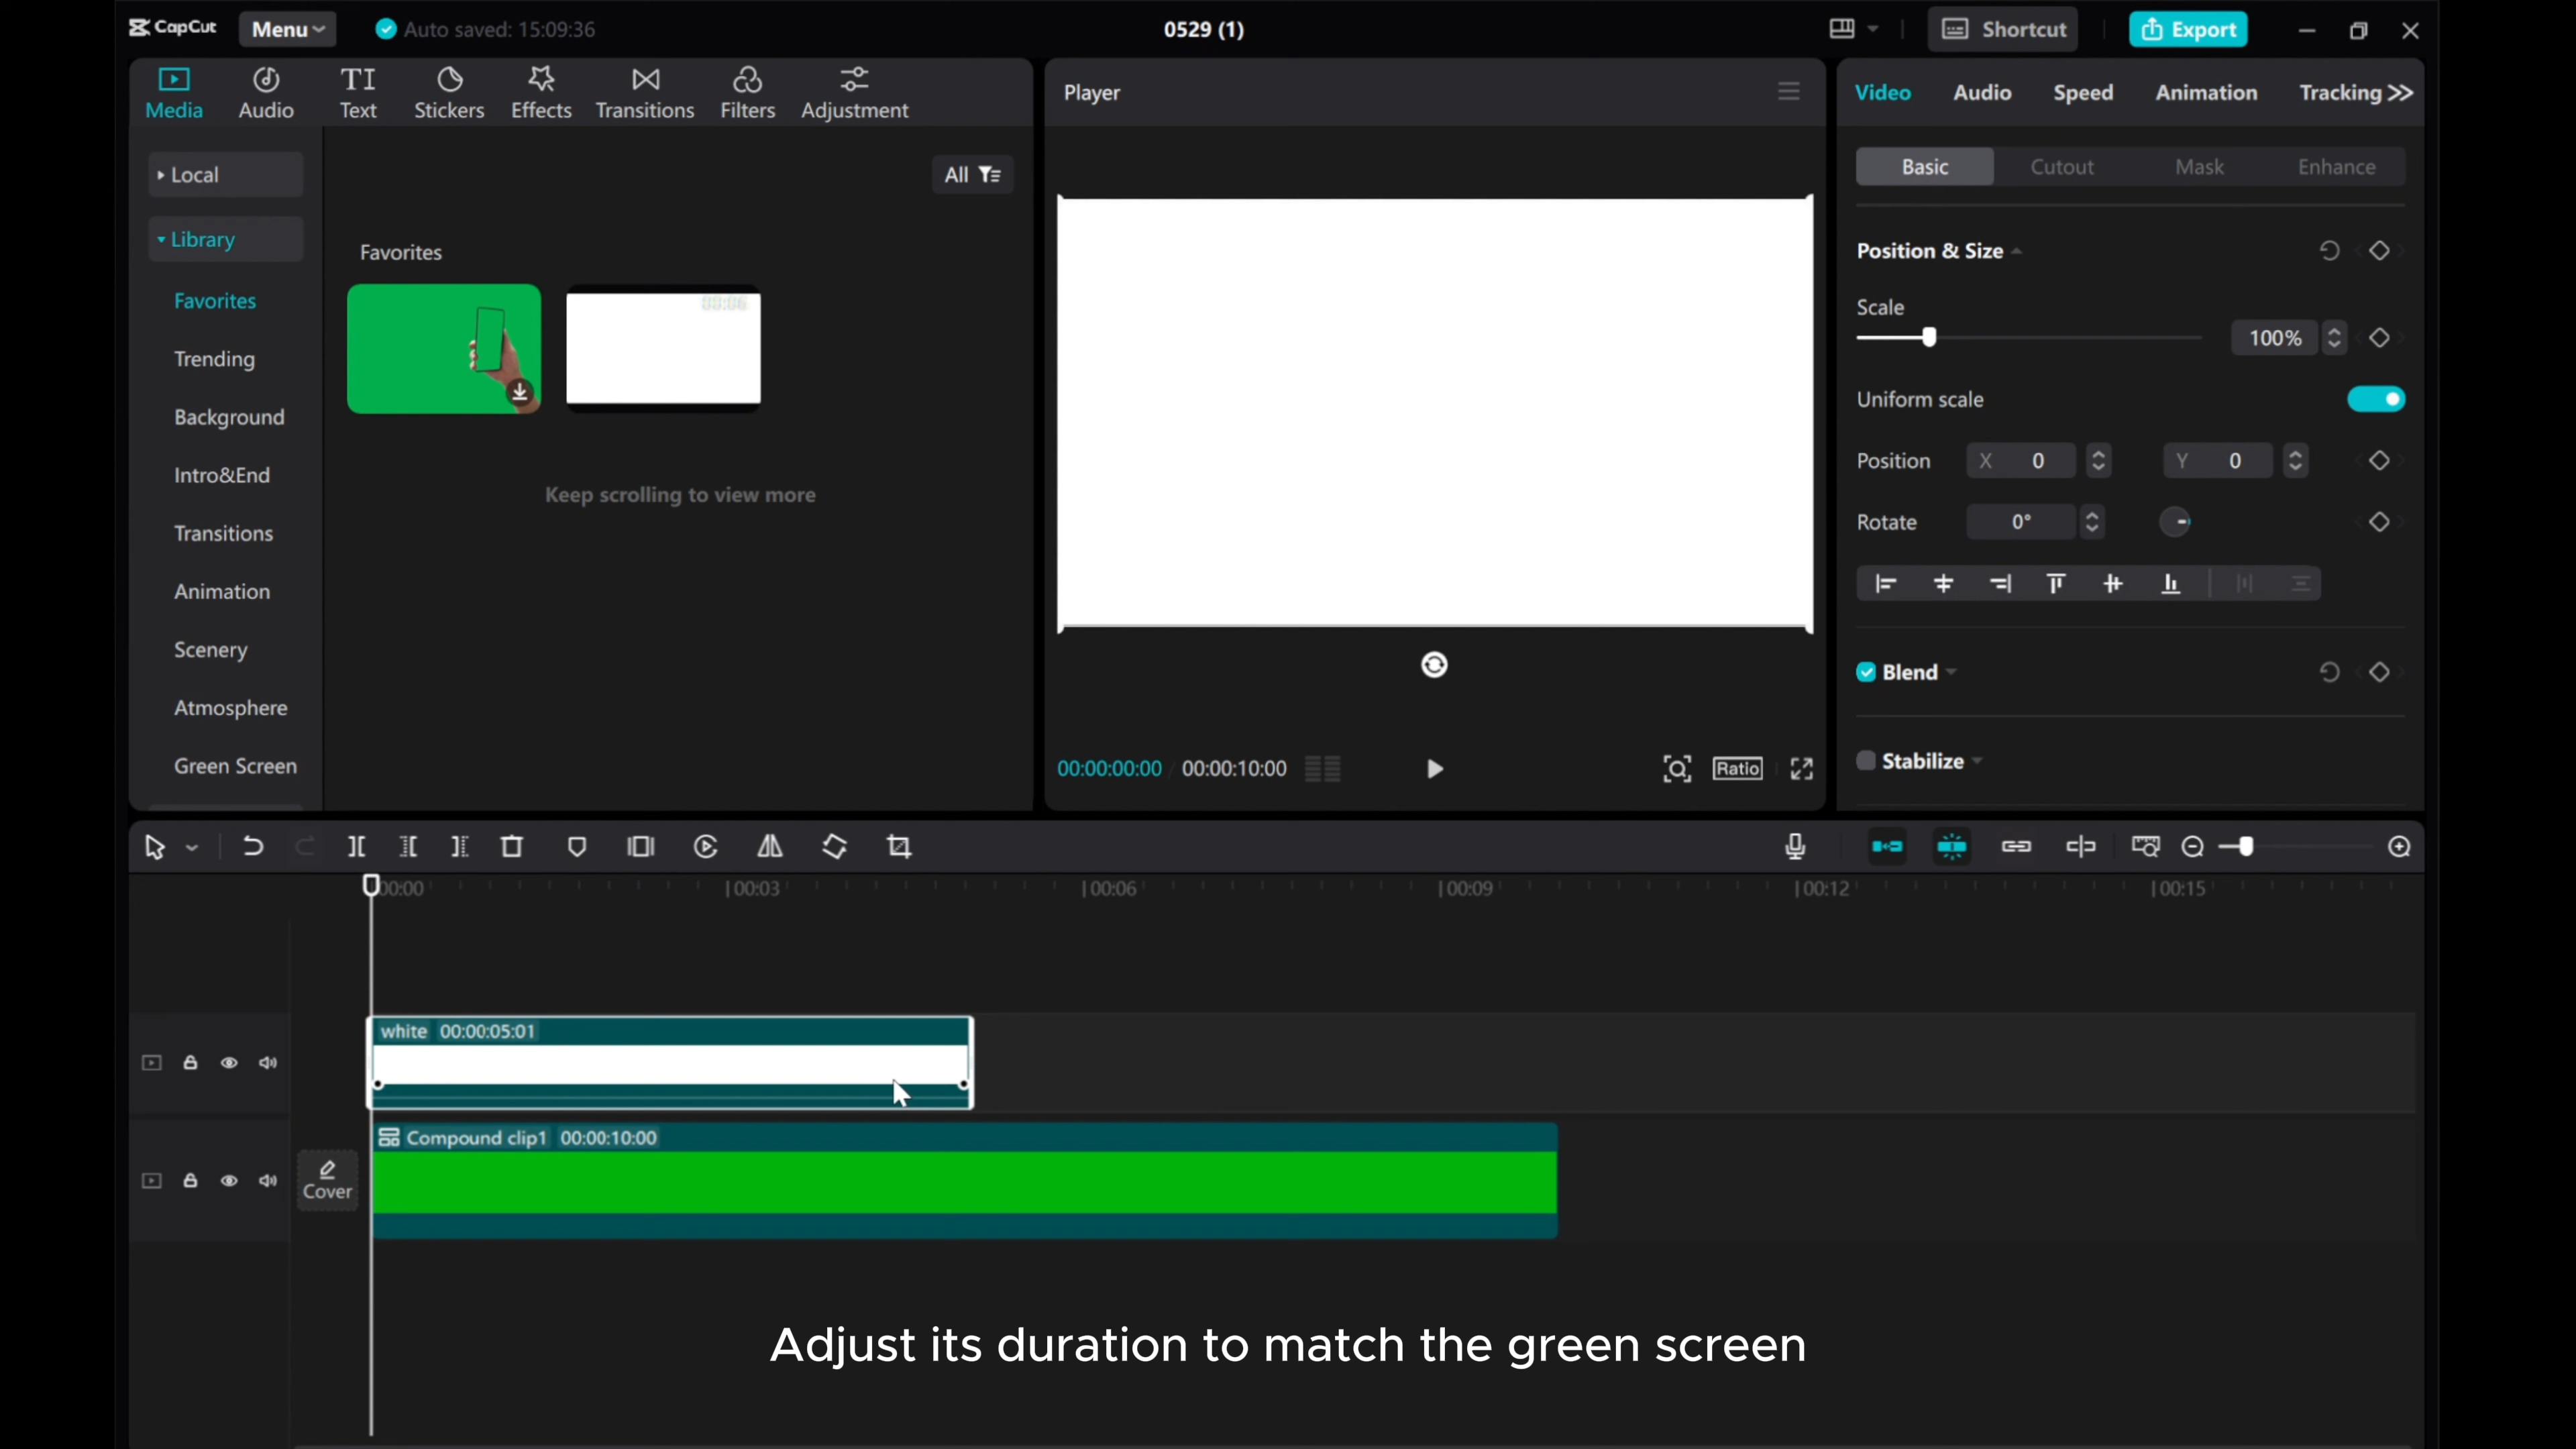 CapCut Menu Auto saved: 15:09:36 0529 (1) Shortcut Export
Media Audio Text Stickers Effects Transitions Filters Adjustment
Local
Library
Favorites
Trending
Background
Intro&End
Transitions
Animation
Scenery
Atmosphere
Green Screen
All
Favorites
00:06
Keep scrolling to view more
Player
00:00:00:00 / 00:00:10:00 Ratio
Video Audio Speed Animation Tracking
Basic Cutout Mask Enhance
Position & Size
Scale
100%
Uniform scale
Position X 0 Y 0
Rotate 0°
Blend
Stabilize
00:00 00:03 00:06 00:09 00:12 00:15
white 00:00:05:01
Compound clip1 00:00:10:00
Cover
Adjust its duration to match the green screen